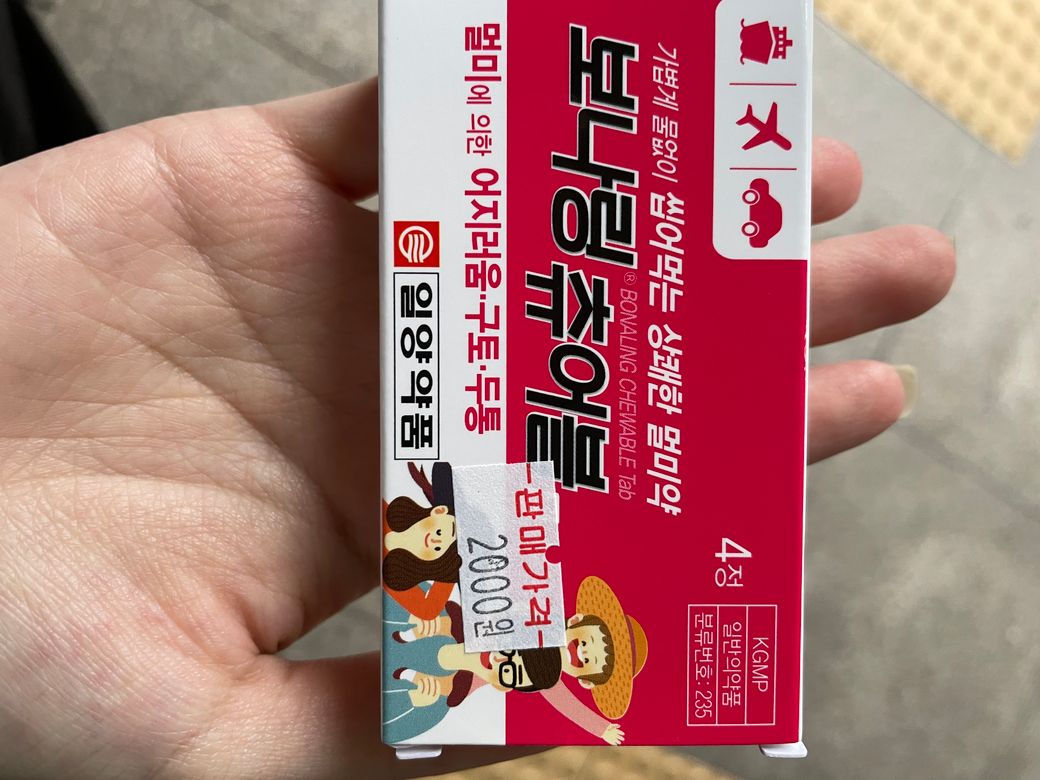 가볍게 물없이 씹어먹는 상쾌한 멀미약
보나링츄어블
® BONALING CHEWABLE Tab
멀미에 의한 어지러움·구토·두통
일양약품
4정
KGMP
일반의약품
분류번호: 235
판매가격
2000원